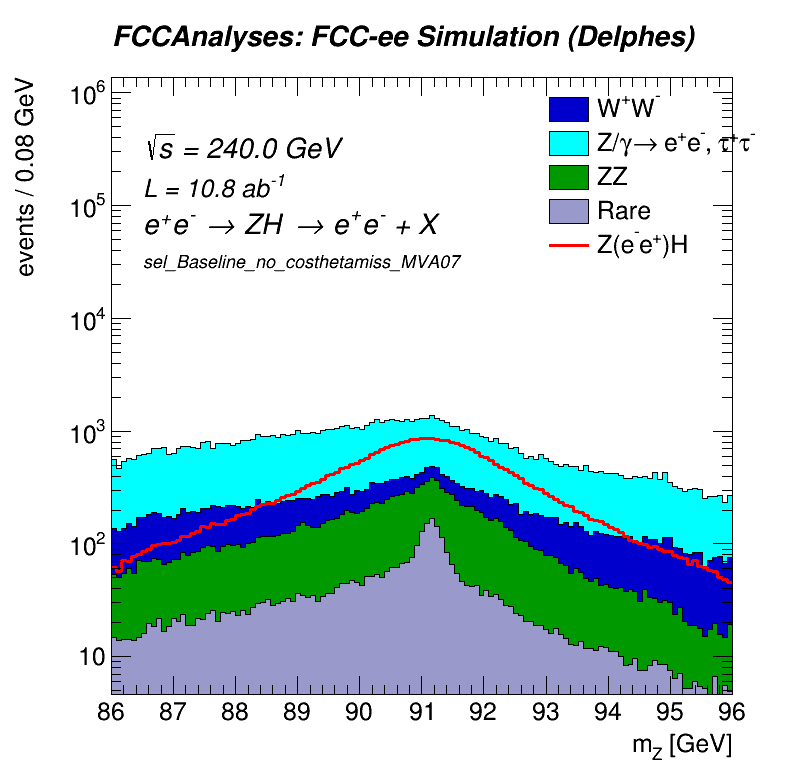 FCCAnalyses: FCC-ee Simulation (Delphes)
events / 0.08 GeV
10⁶
10⁵
10⁴
10³
10²
10
√s = 240.0 GeV
L = 10.8 ab⁻¹
e⁺e⁻ → ZH → e⁺e⁻ + X
sel_Baseline_no_costhetamiss_MVA07
W⁺W⁻
Z/γ→ e⁺e⁻, τ⁺τ⁻
ZZ
Rare
Z(e⁻e⁺)H
86 87 88 89 90 91 92 93 94 95 96
m_Z [GeV]